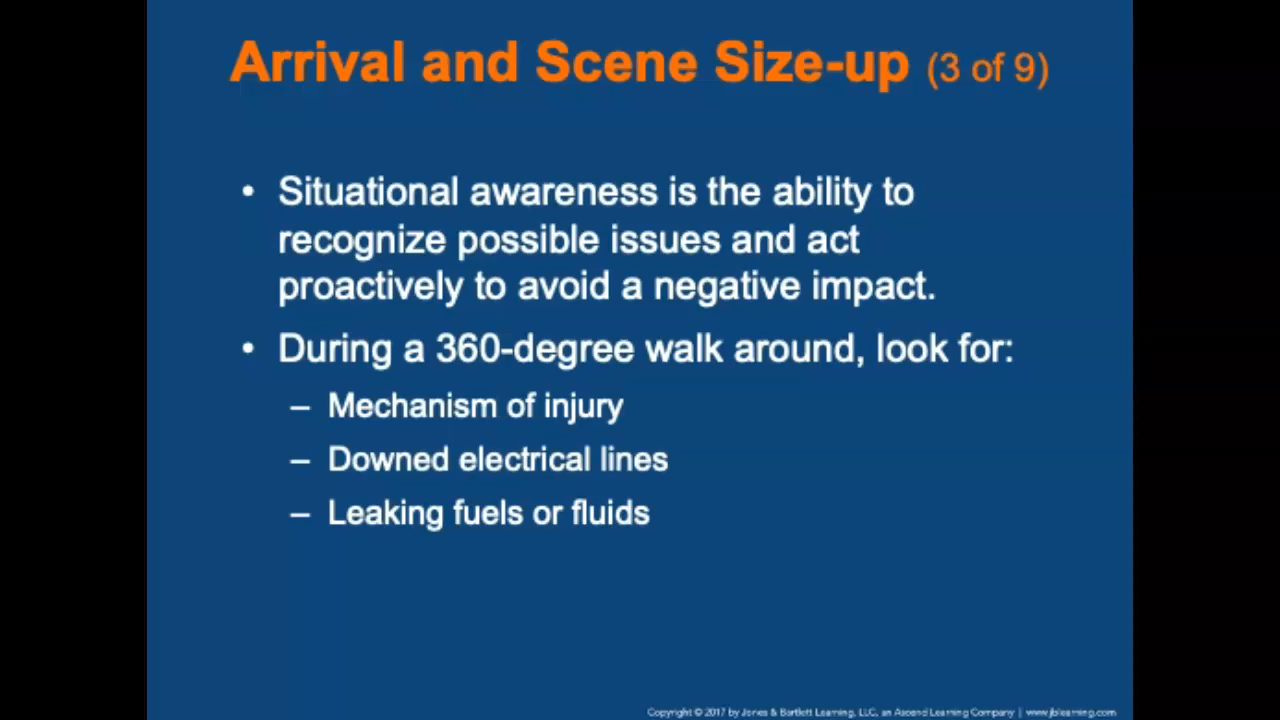 Arrival and Scene Size-up (3 of 9)
• Situational awareness is the ability to
recognize possible issues and act
proactively to avoid a negative impact.
• During a 360-degree walk around, look for:
– Mechanism of injury
– Downed electrical lines
– Leaking fuels or fluids
Copyright © 2017 by Jones & Bartlett Learning, LLC, an Ascend Learning Company | www.jblearning.com